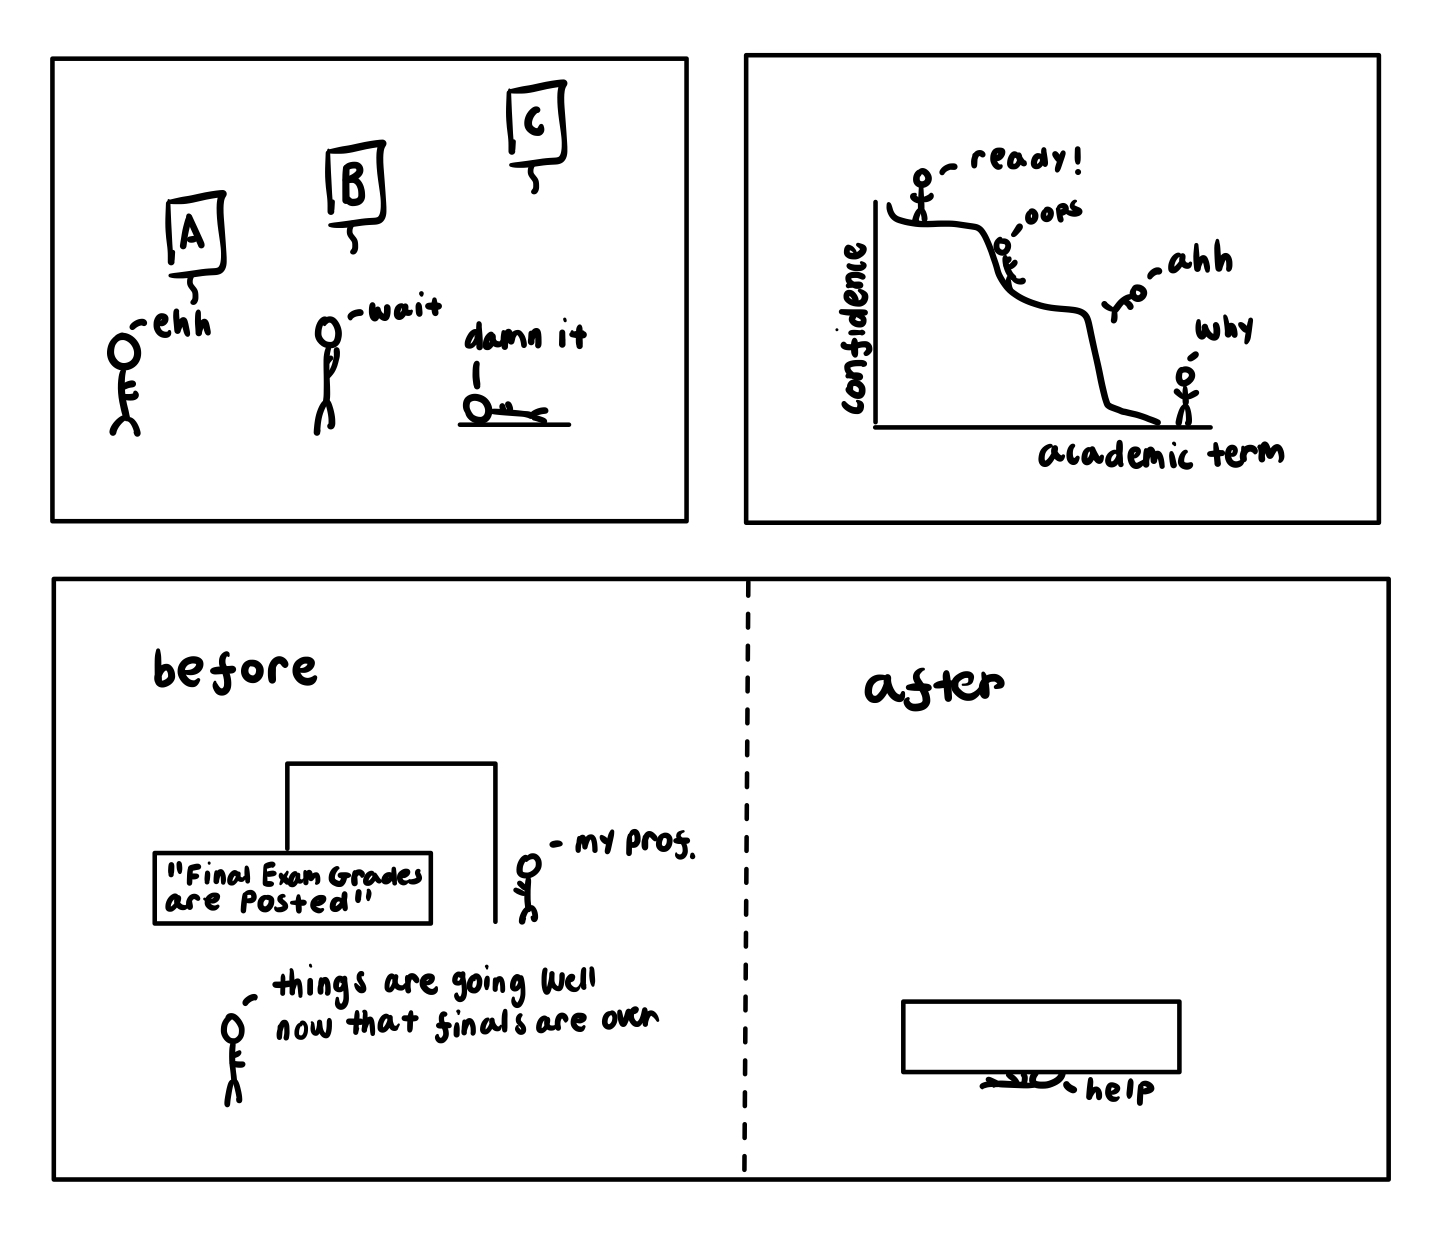 A
B
C
ehh
wait
damn it
ready!
oops
ahh
why
confidence
academic term
before
my prof.
"Final Exam Grades
are Posted"
things are going well
now that finals are over
after
help